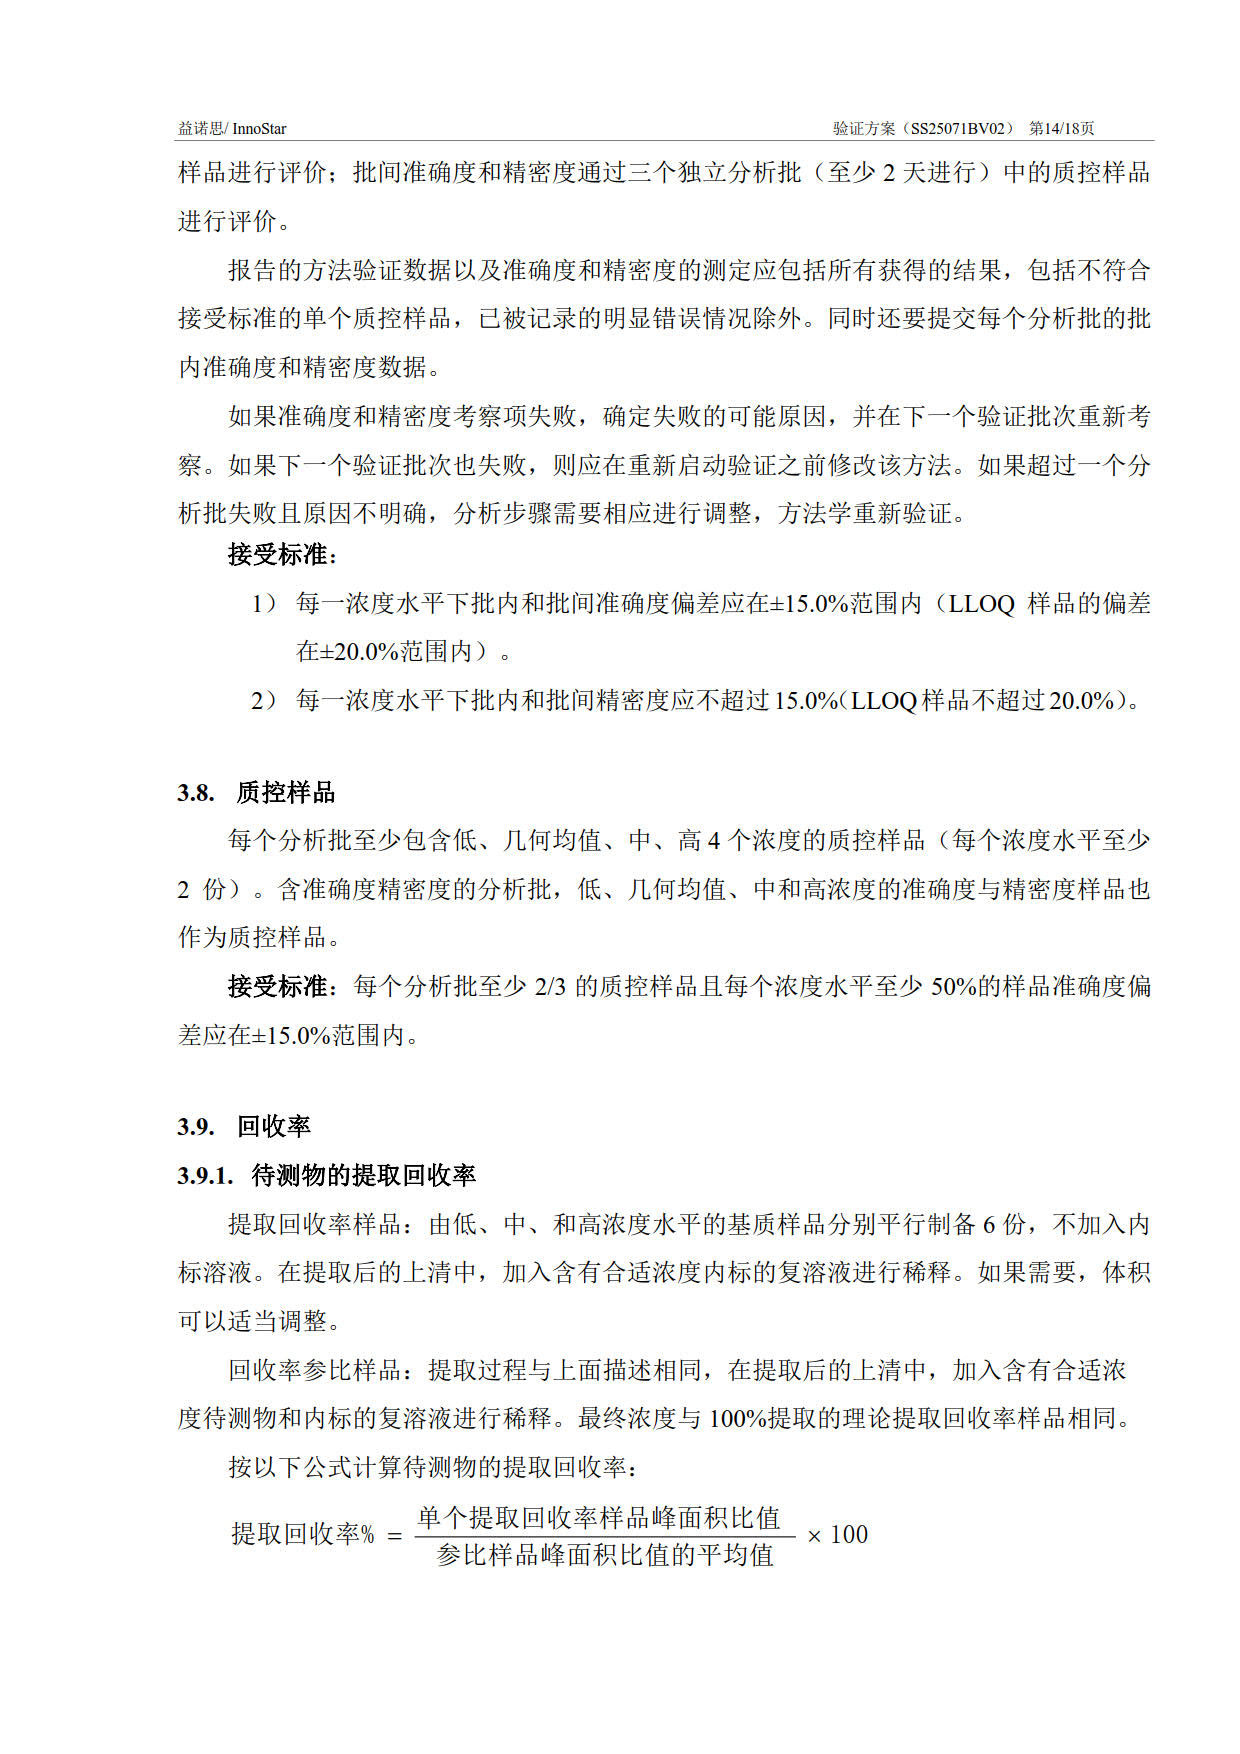 益诺思/ InnoStar 验证方案（SS25071BV02） 第14/18页
样品进行评价；批间准确度和精密度通过三个独立分析批（至少 2 天进行）中的质控样品
进行评价。
报告的方法验证数据以及准确度和精密度的测定应包括所有获得的结果，包括不符合
接受标准的单个质控样品，已被记录的明显错误情况除外。同时还要提交每个分析批的批
内准确度和精密度数据。
如果准确度和精密度考察项失败，确定失败的可能原因，并在下一个验证批次重新考
察。如果下一个验证批次也失败，则应在重新启动验证之前修改该方法。如果超过一个分
析批失败且原因不明确，分析步骤需要相应进行调整，方法学重新验证。
接受标准：
1） 每一浓度水平下批内和批间准确度偏差应在±15.0%范围内（LLOQ 样品的偏差
在±20.0%范围内）。
2） 每一浓度水平下批内和批间精密度应不超过15.0%（LLOQ样品不超过20.0%）。
3.8. 质控样品
每个分析批至少包含低、几何均值、中、高 4 个浓度的质控样品（每个浓度水平至少
2 份）。含准确度精密度的分析批，低、几何均值、中和高浓度的准确度与精密度样品也
作为质控样品。
接受标准：每个分析批至少 2/3 的质控样品且每个浓度水平至少 50%的样品准确度偏
差应在±15.0%范围内。
3.9. 回收率
3.9.1. 待测物的提取回收率
提取回收率样品：由低、中、和高浓度水平的基质样品分别平行制备 6 份，不加入内
标溶液。在提取后的上清中，加入含有合适浓度内标的复溶液进行稀释。如果需要，体积
可以适当调整。
回收率参比样品：提取过程与上面描述相同，在提取后的上清中，加入含有合适浓
度待测物和内标的复溶液进行稀释。最终浓度与 100%提取的理论提取回收率样品相同。
按以下公式计算待测物的提取回收率：
单个提取回收率样品峰面积比值
提取回收率% = × 100
参比样品峰面积比值的平均值